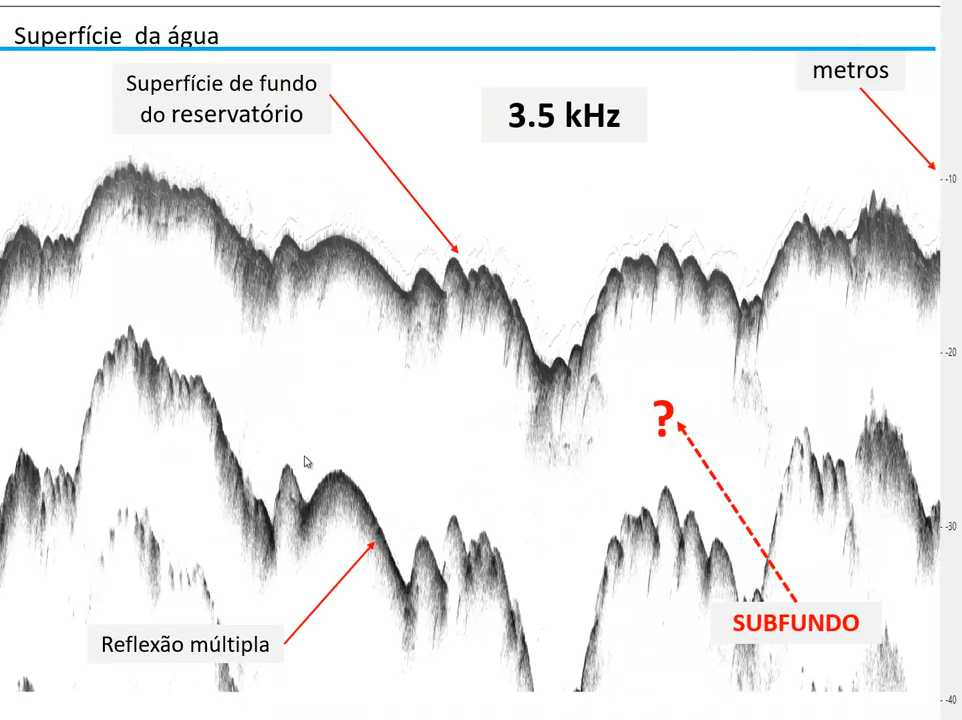 Superfície da água
metros
Superfície de fundo
do reservatório
3.5 kHz
-10
-20
?
-30
SUBFUNDO
Reflexão múltipla
-40